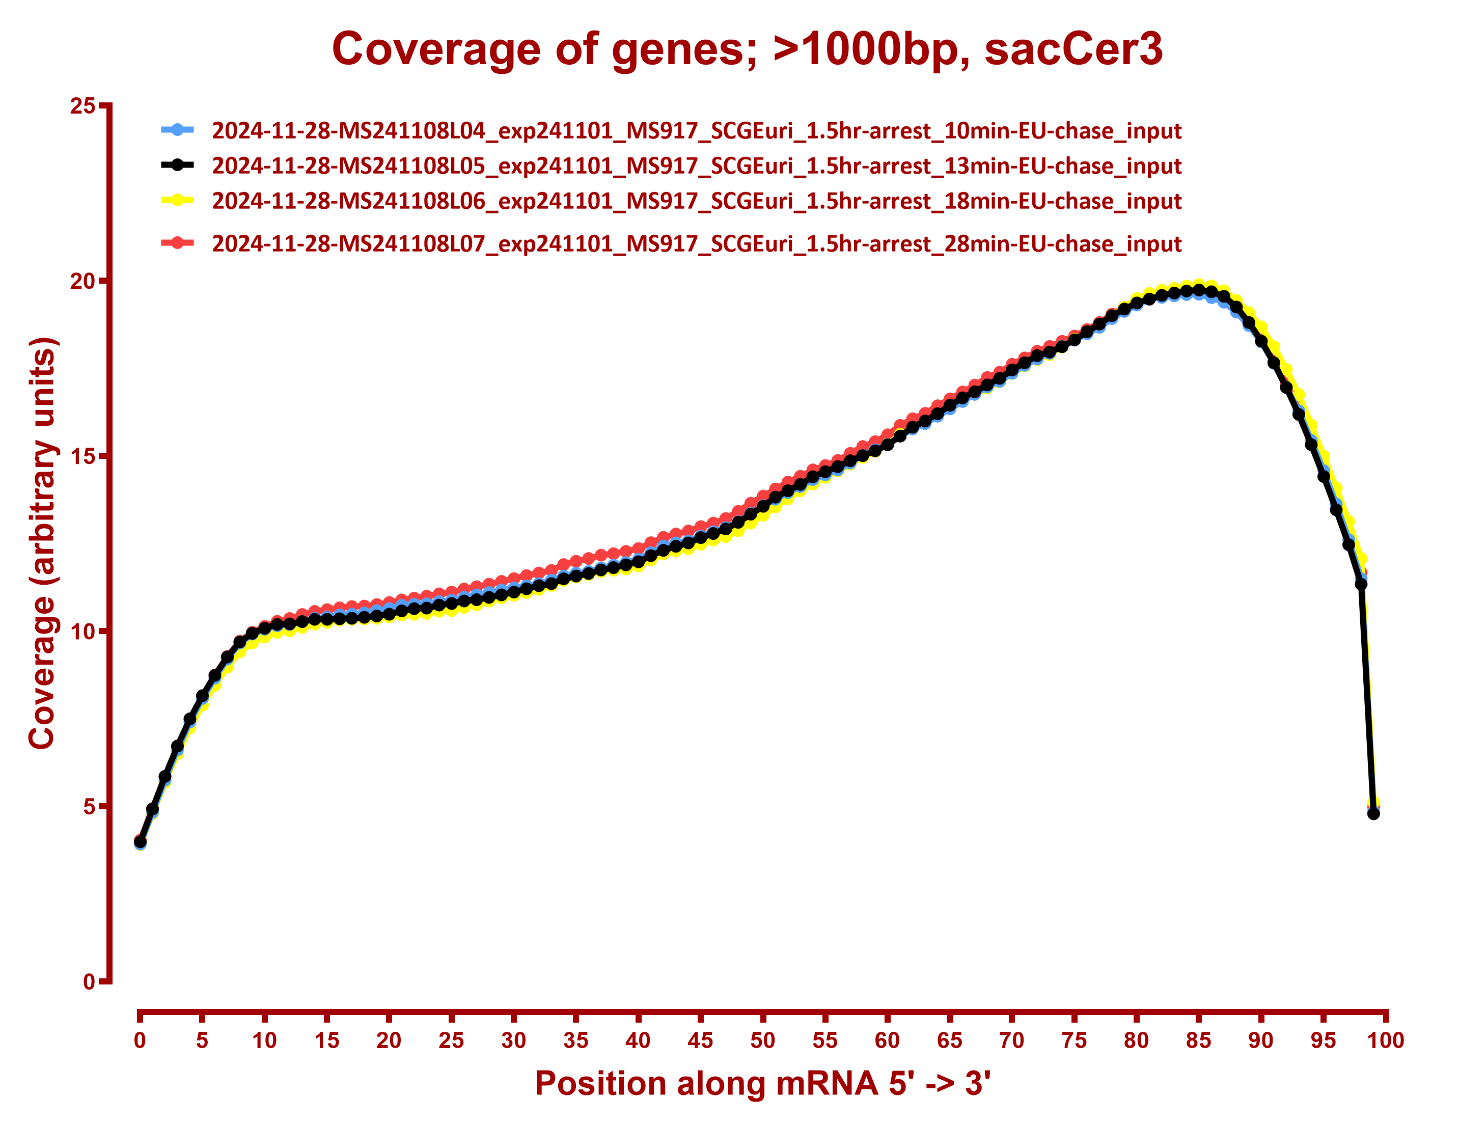 Coverage of genes; >1000bp, sacCer3
25
2024-11-28-MS241108L04_exp241101_MS917_SCGEuri_1.5hr-arrest_10min-EU-chase_input
2024-11-28-MS241108L05_exp241101_MS917_SCGEuri_1.5hr-arrest_13min-EU-chase_input
2024-11-28-MS241108L06_exp241101_MS917_SCGEuri_1.5hr-arrest_18min-EU-chase_input
2024-11-28-MS241108L07_exp241101_MS917_SCGEuri_1.5hr-arrest_28min-EU-chase_input
20
15
10
5
0
Coverage (arbitrary units)
0 5 10 15 20 25 30 35 40 45 50 55 60 65 70 75 80 85 90 95 100
Position along mRNA 5' -> 3'